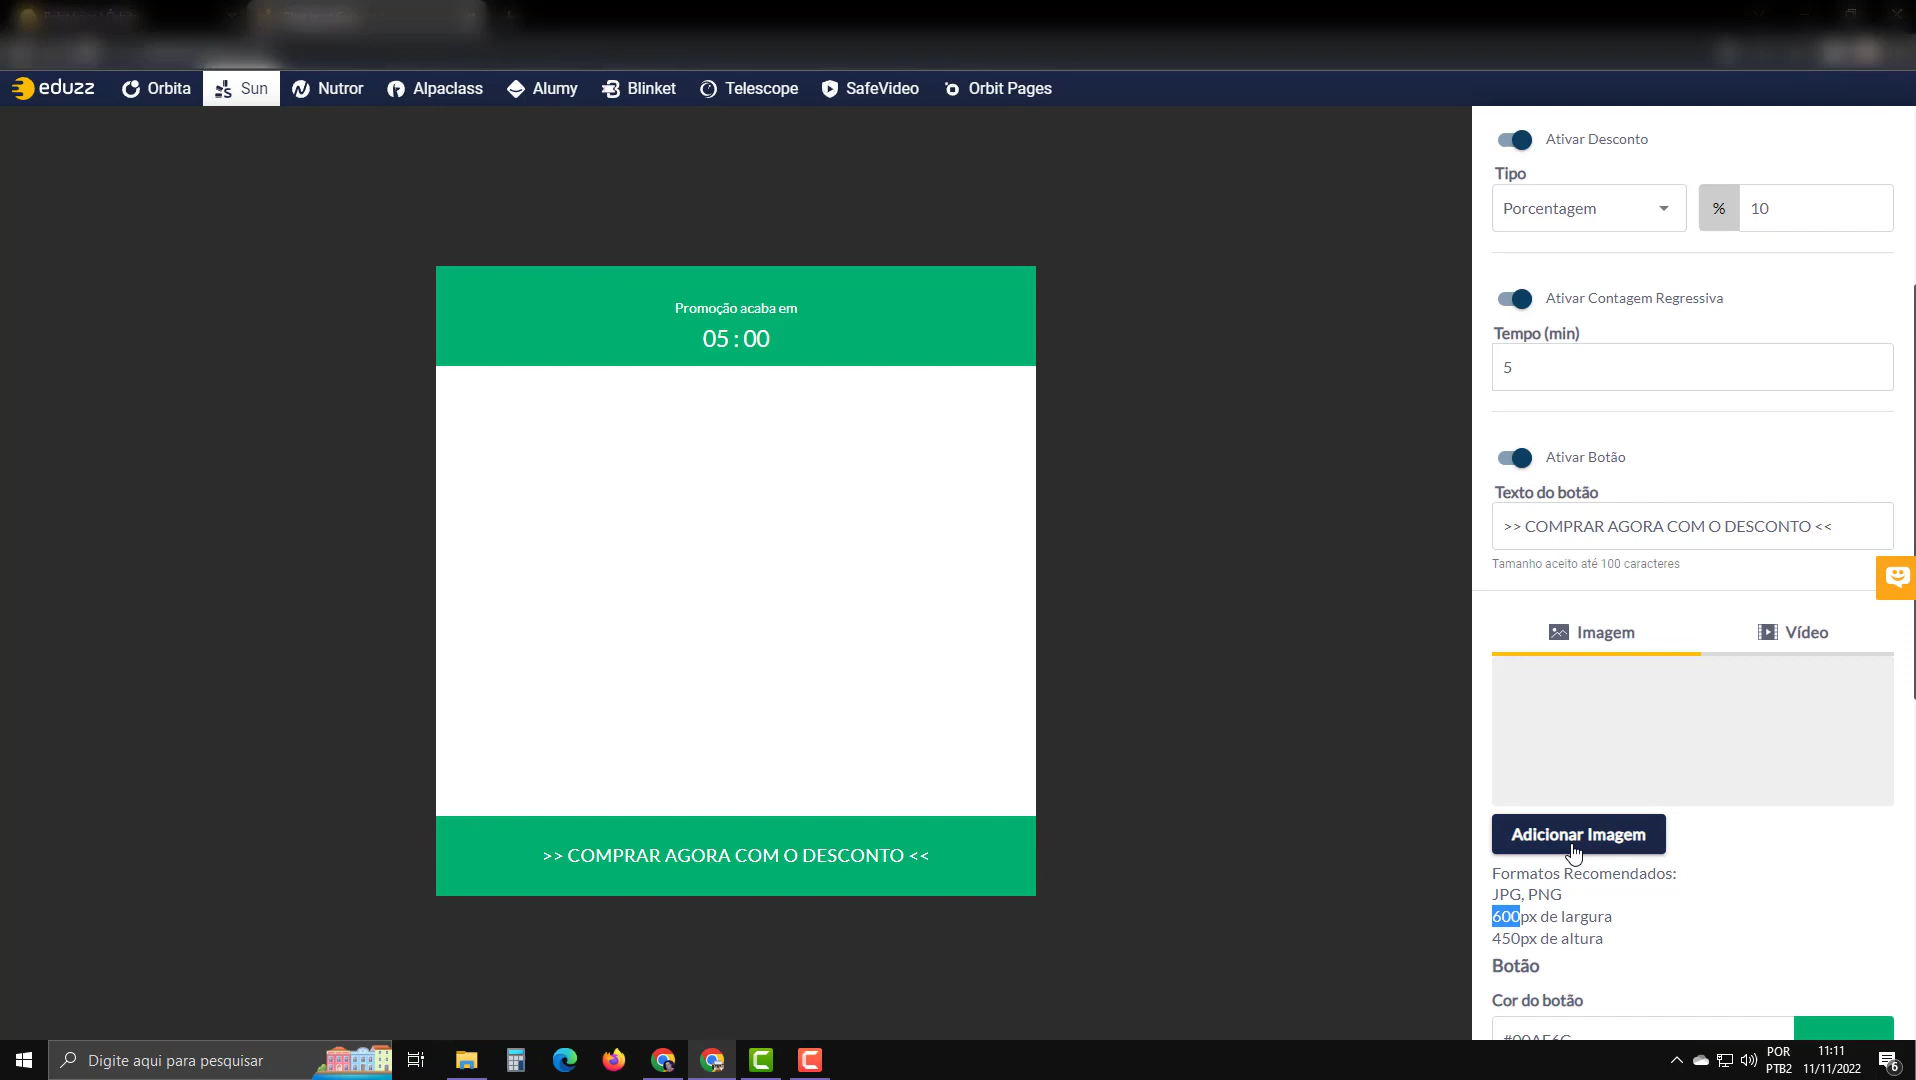 eduzz Orbita Sun Nutror Alpaclass Alumy Blinket Telescope SafeVideo Orbit Pages
Promoção acaba em
05 : 00
>> COMPRAR AGORA COM O DESCONTO <<
Ativar Desconto
Tipo
Porcentagem % 10
Ativar Contagem Regressiva
Tempo (min)
5
Ativar Botão
Texto do botão
>> COMPRAR AGORA COM O DESCONTO <<
Tamanho aceito até 100 caracteres
Imagem Vídeo
Adicionar Imagem
Formatos Recomendados:
JPG, PNG
600px de largura
450px de altura
Botão
Cor do botão
Digite aqui para pesquisar
POR 11:11
PTB2 11/11/2022 6